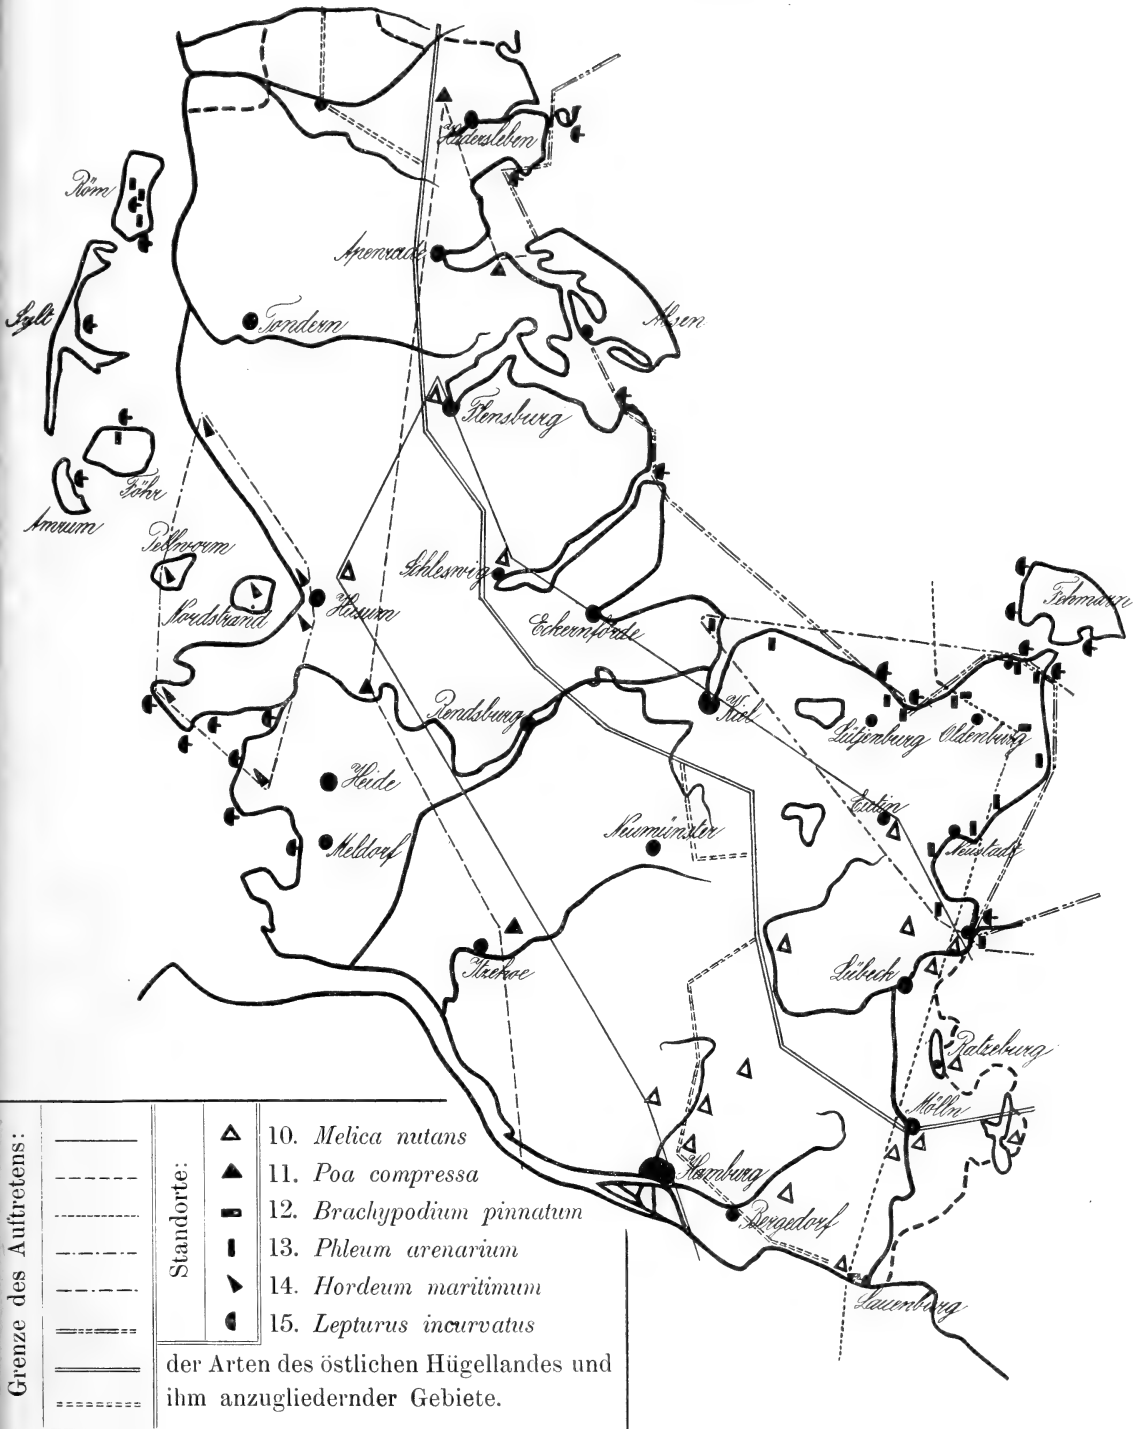 Hadersleben
Röm
Apenrade
Sylt
Tondern
Alsen
Flensburg
Föhr
Amrum
Pellworm
Schleswig
Fehmarn
Nordstrand
Husum
Eckernförde
Rendsburg
Kiel
Lütjenburg
Oldenburg
Heide
Eutin
Neumünster
Meldorf
Neustadt
Itzehoe
Lübeck
Ratzeburg
Mölln
Hamburg
Bergedorf
Lauenburg
Grenze des Auftretens:
Standorte:
10. Melica nutans
11. Poa compressa
12. Brachypodium pinnatum
13. Phleum arenarium
14. Hordeum maritimum
15. Lepturus incurvatus
der Arten des östlichen Hügellandes und
ihm anzugliedernder Gebiete.